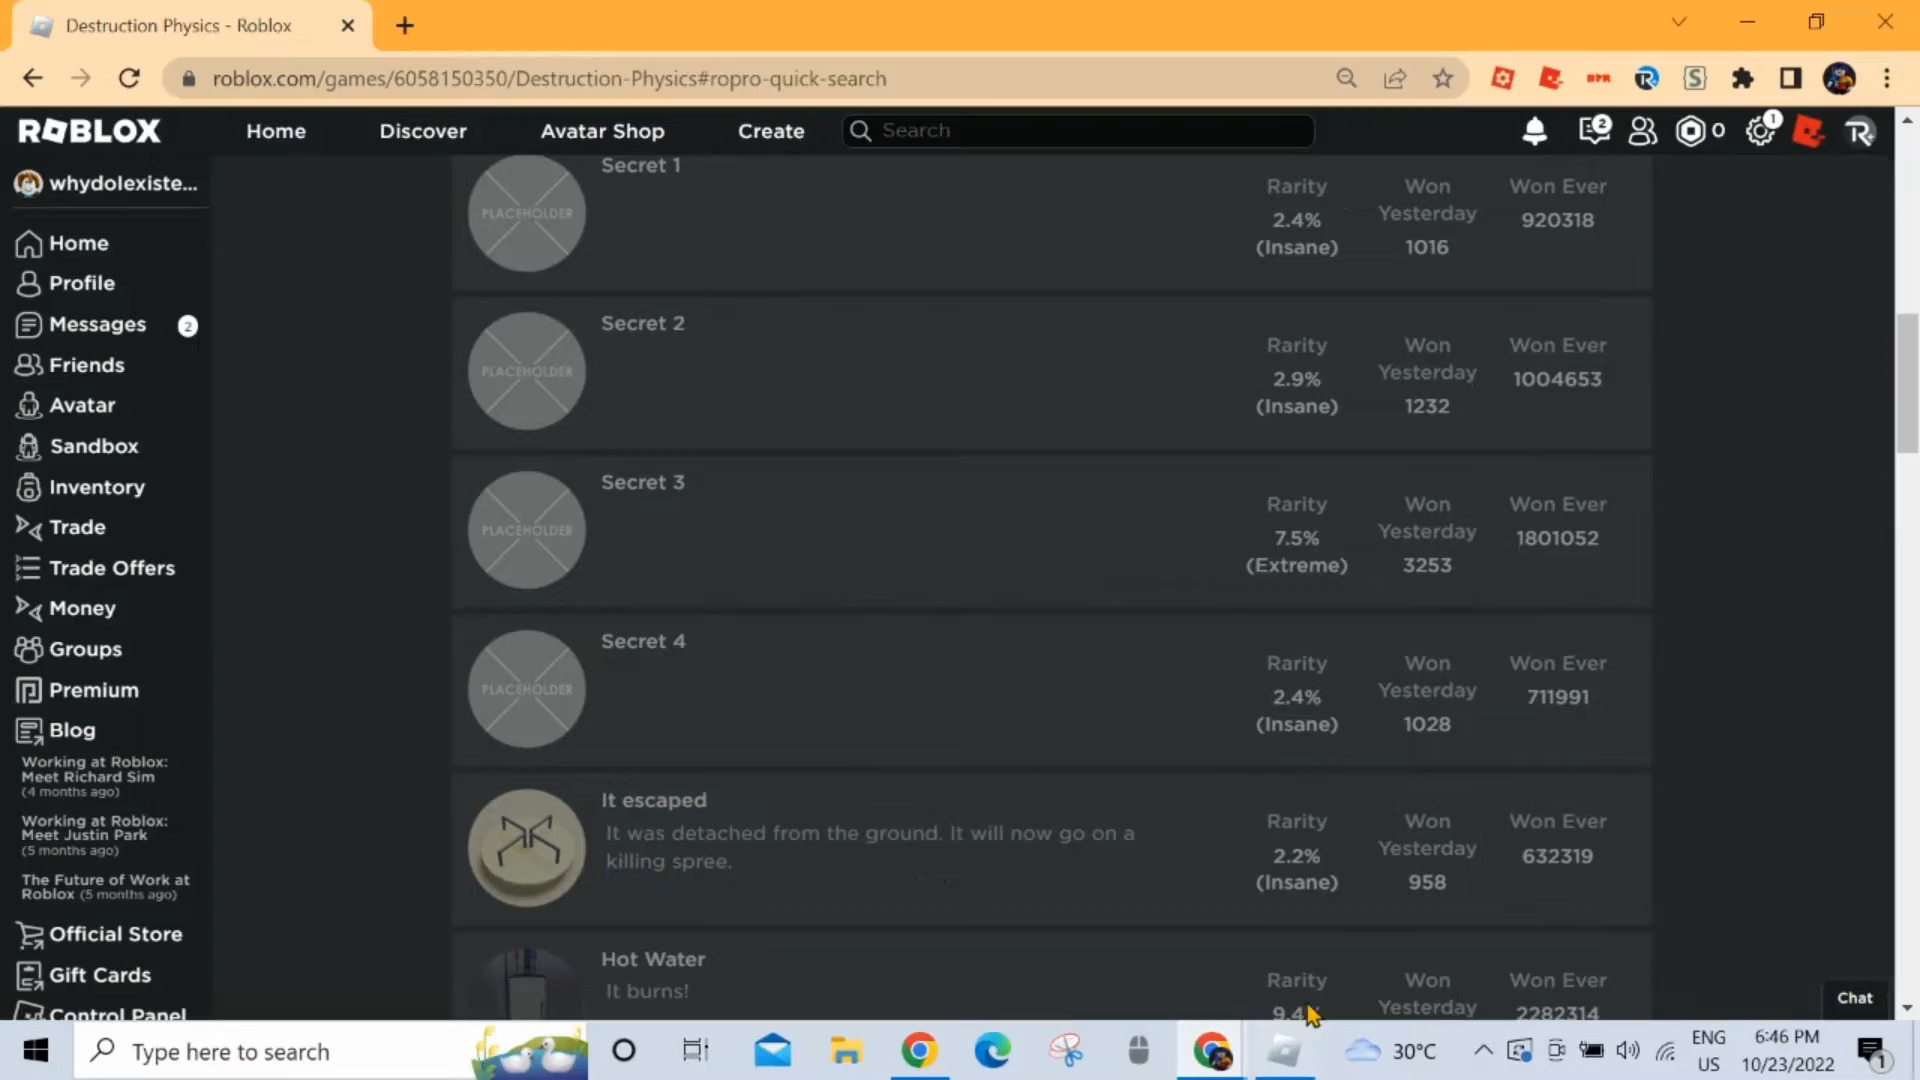 Destruction Physics - Roblox
roblox.com/games/6058150350/Destruction-Physics#ropro-quick-search
ROBLOX
Home
Discover
Avatar Shop
Create
Search
2
0
1
whydolexiste...
Home
Profile
Messages
2
Friends
Avatar
Sandbox
Inventory
Trade
Trade Offers
Money
Groups
Premium
Blog
Working at Roblox:
Meet Richard Sim
(4 months ago)
Working at Roblox:
Meet Justin Park
(5 months ago)
The Future of Work at
Roblox (5 months ago)
Official Store
Gift Cards
Control Panel
PLACEHOLDER
Secret 1
Rarity
2.4%
(Insane)
Won
Yesterday
1016
Won Ever
920318
PLACEHOLDER
Secret 2
Rarity
2.9%
(Insane)
Won
Yesterday
1232
Won Ever
1004653
PLACEHOLDER
Secret 3
Rarity
7.5%
(Extreme)
Won
Yesterday
3253
Won Ever
1801052
PLACEHOLDER
Secret 4
Rarity
2.4%
(Insane)
Won
Yesterday
1028
Won Ever
711991
It escaped
It was detached from the ground. It will now go on a
killing spree.
Rarity
2.2%
(Insane)
Won
Yesterday
958
Won Ever
632319
Hot Water
It burns!
Rarity
Won
Yesterday
Won Ever
2282314
Chat
Type here to search
30°C
ENG
US
6:46 PM
10/23/2022
1